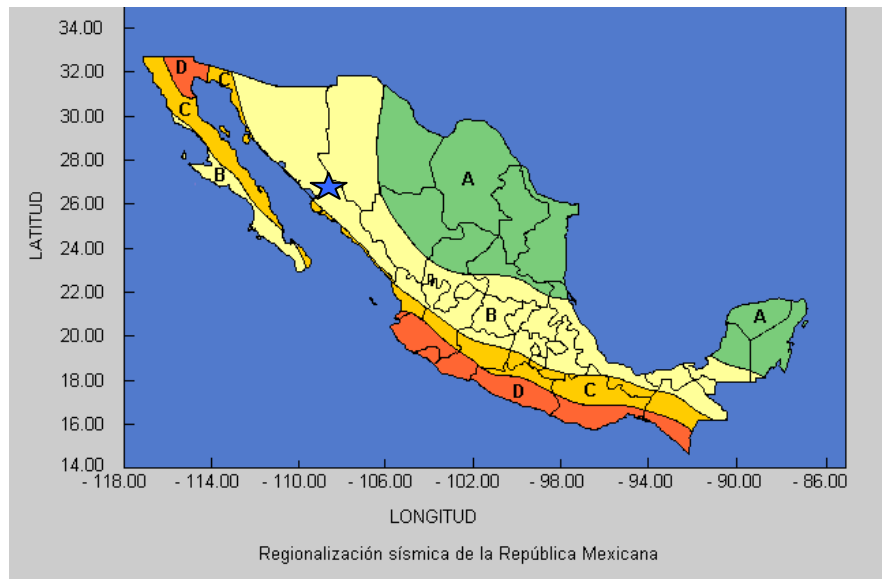 34.00
32.00
30.00
28.00
26.00
24.00
22.00
20.00
18.00
16.00
14.00
LATITUD
D
C
C
B
A
B
A
C
D
- 118.00
- 114.00
- 110.00
- 106.00
- 102.00
- 98.00
- 94.00
- 90.00
- 86.00
LONGITUD
Regionalización sísmica de la República Mexicana